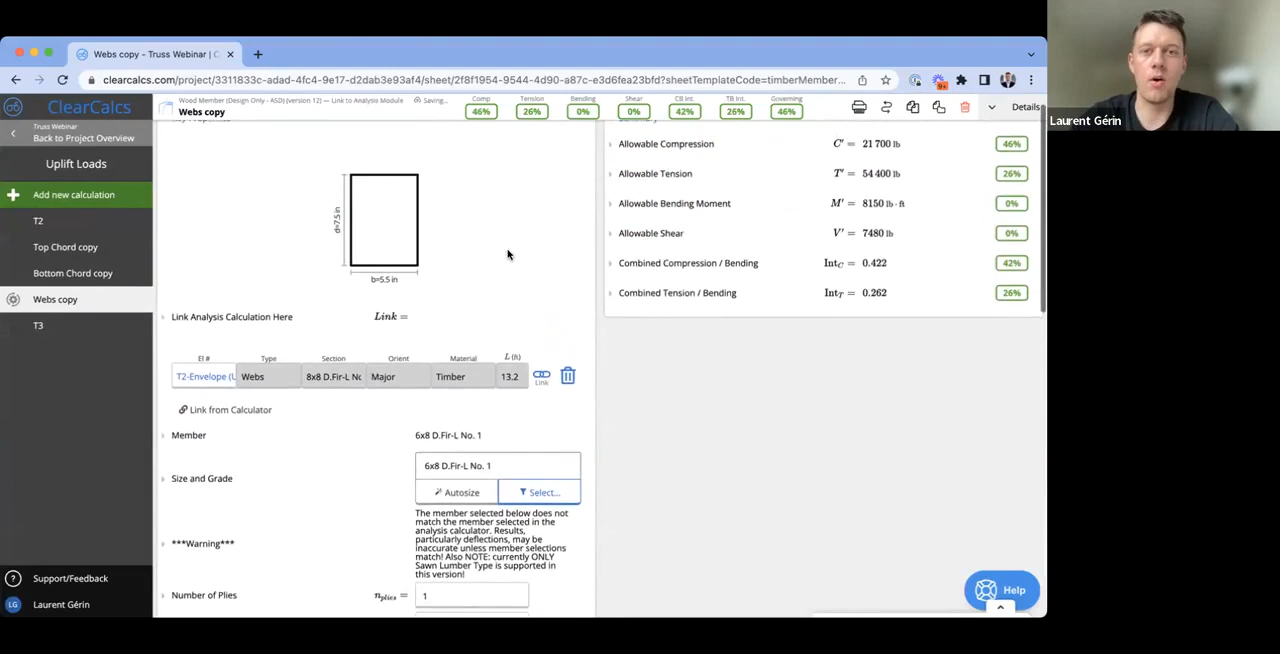 Webs copy - Truss Webinar | C
clearcalcs.com/project/3311833c-adad-4fc4-9e17-d2dab3e93af4/sheet/2f8f1954-9544-4d90-a87c-e3d6fea23bfd?sheetTemplateCode=timberMember...
9+
ClearCalcs
Wood Member (Design Only - ASD) (version 12) — Link to Analysis Module
Saving...
Webs copy
Comp Tension Bending Shear CB Int. TB Int. Governing
46% 26% 0% 0% 42% 26% 46%
Details
Truss Webinar
Back to Project Overview
Uplift Loads
Add new calculation
T2
Top Chord copy
Bottom Chord copy
Webs copy
T3
Support/Feedback
LG Laurent Gérin
d=7.5 in
b=5.5 in
Link Analysis Calculation Here Link =
El # Type Section Orient Material L (ft)
T2-Envelope (U Webs 8x8 D.Fir-L Nc Major Timber 13.2 Link
Link from Calculator
Member 6x8 D.Fir-L No. 1
Size and Grade 6x8 D.Fir-L No. 1
Autosize Select...
***Warning***
The member selected below does not
match the member selected in the
analysis calculator. Results,
particularly deflections, may be
inaccurate unless member selections
match! Also NOTE: currently ONLY
Sawn Lumber Type is supported in
this version!
Number of Plies nplies = 1
Allowable Compression C′ = 21 700 lb 46%
Allowable Tension T′ = 54 400 lb 26%
Allowable Bending Moment M′ = 8150 lb · ft 0%
Allowable Shear V′ = 7480 lb 0%
Combined Compression / Bending IntC = 0.422 42%
Combined Tension / Bending IntT = 0.262 26%
Help
Laurent Gérin